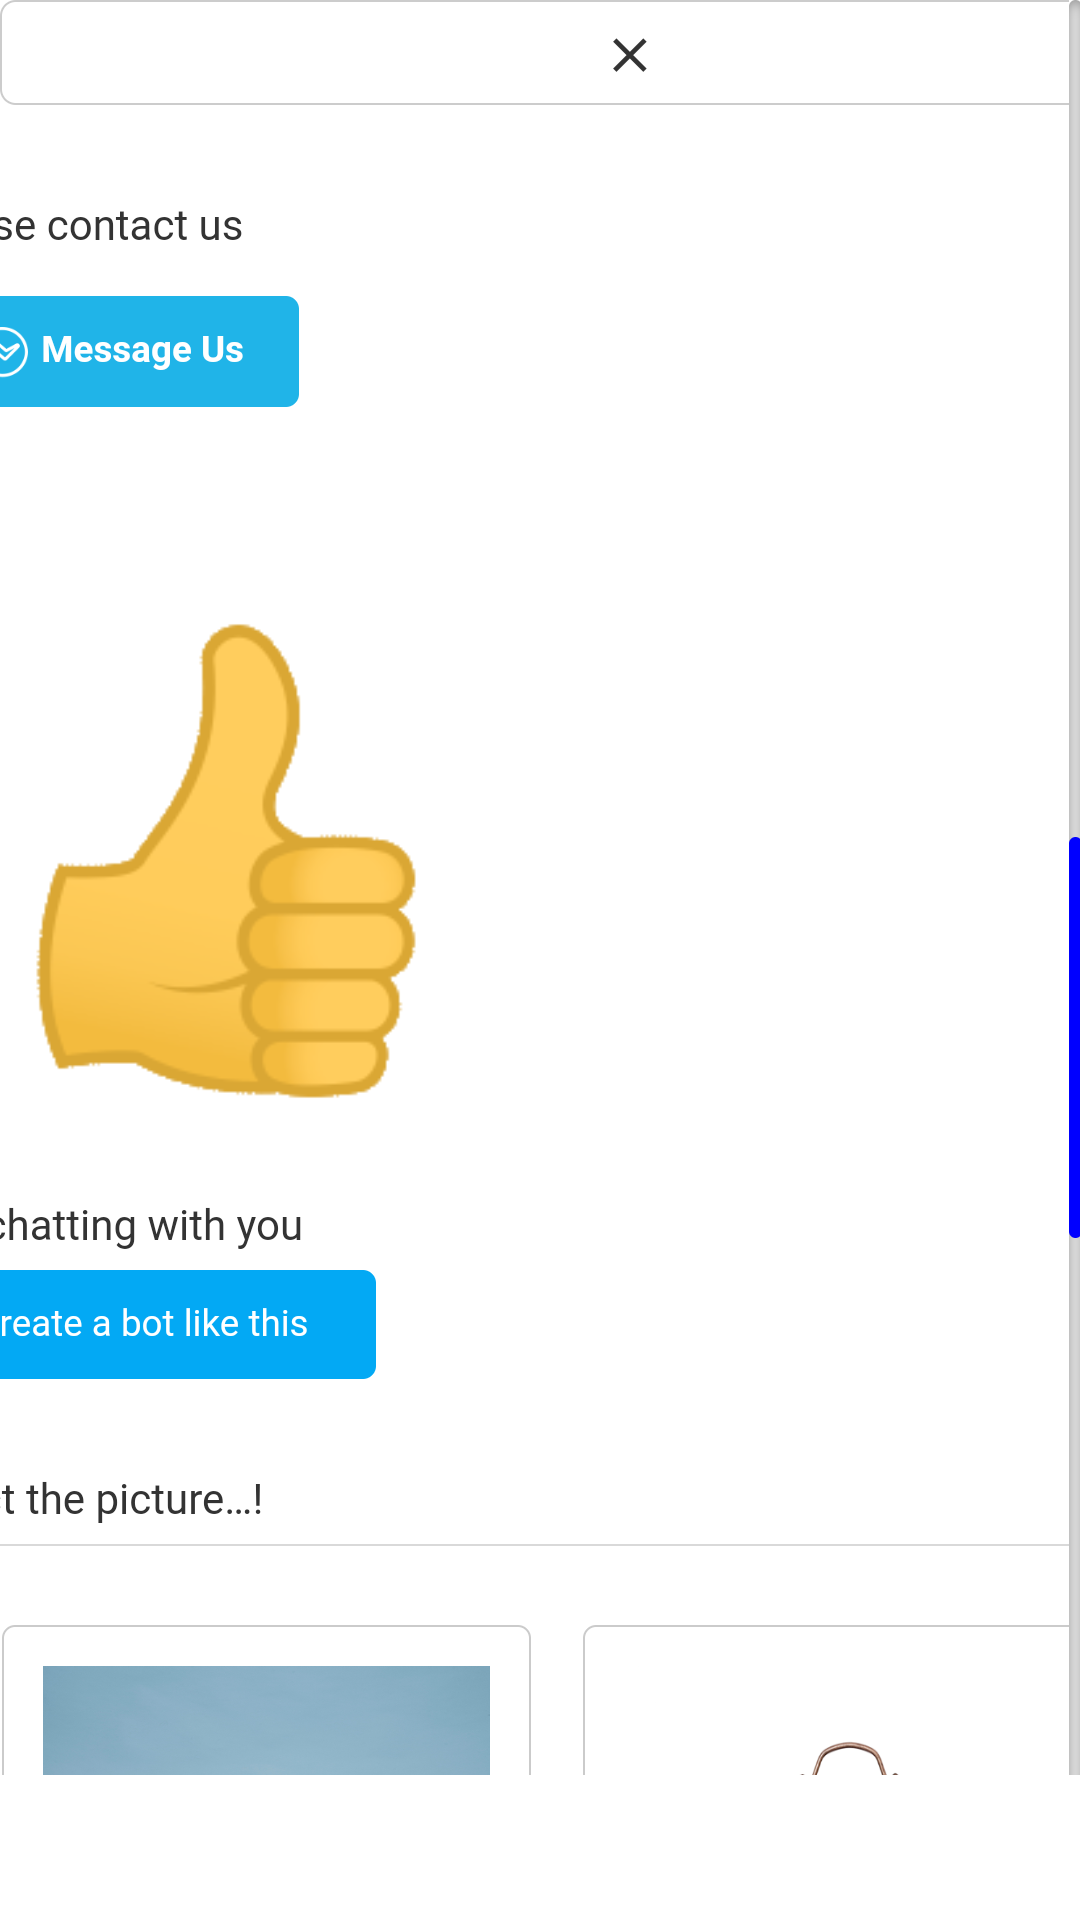 se contact us
Message Us
chatting with you
reate a bot like this
t the picture...!